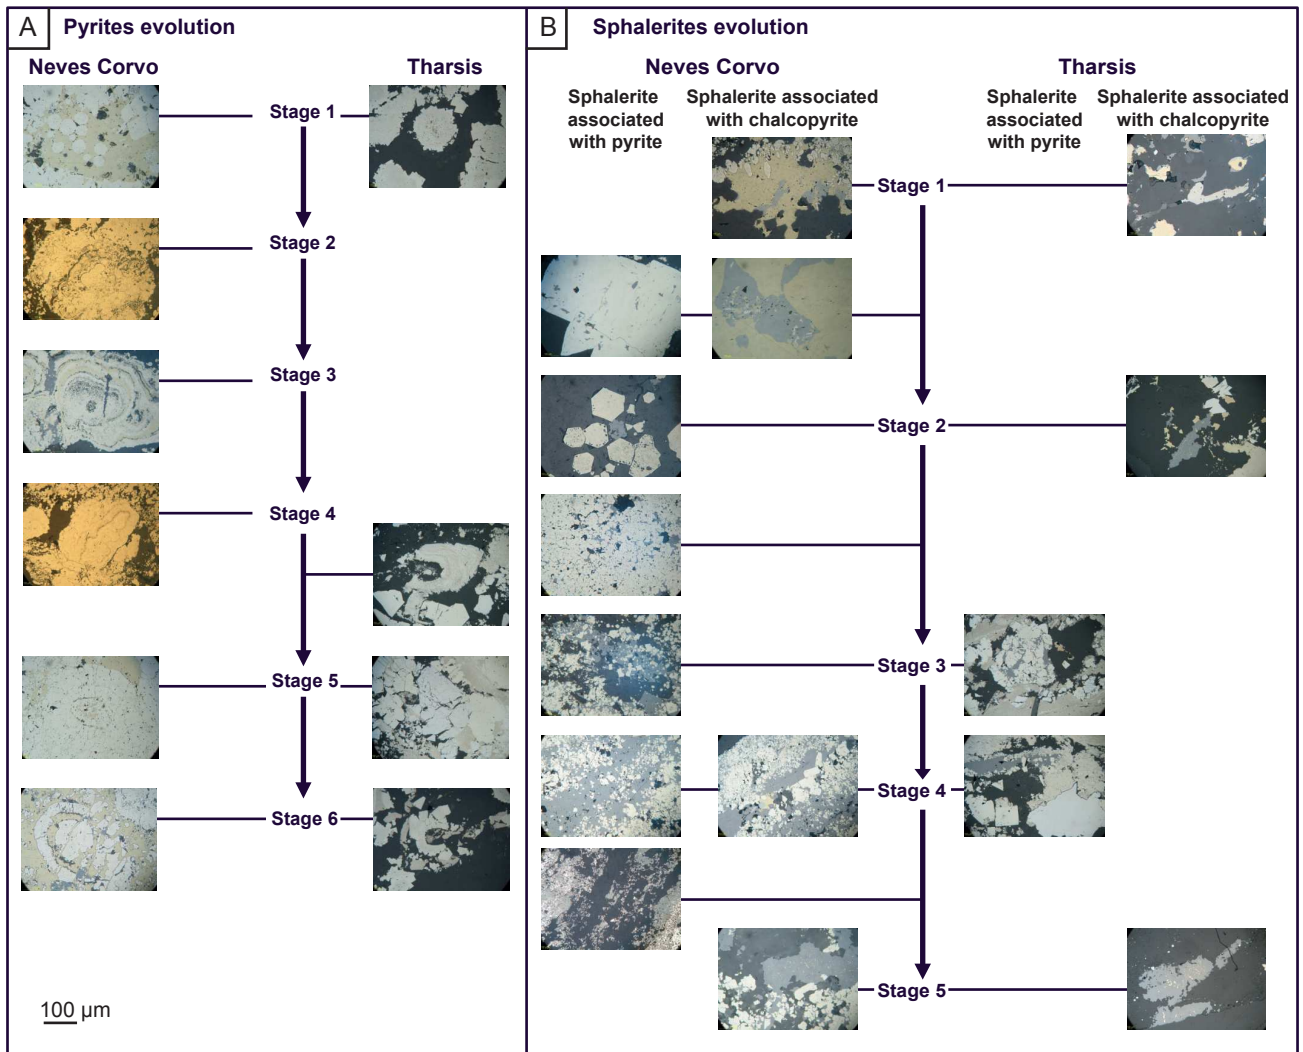 A
Pyrites evolution
Neves Corvo
Tharsis
Stage 1
Stage 2
Stage 3
Stage 4
Stage 5
Stage 6
100 µm
B
Sphalerites evolution
Neves Corvo
Tharsis
Sphalerite
associated
with pyrite
Sphalerite associated
with chalcopyrite
Sphalerite
associated
with pyrite
Sphalerite associated
with chalcopyrite
Stage 1
Stage 2
Stage 3
Stage 4
Stage 5